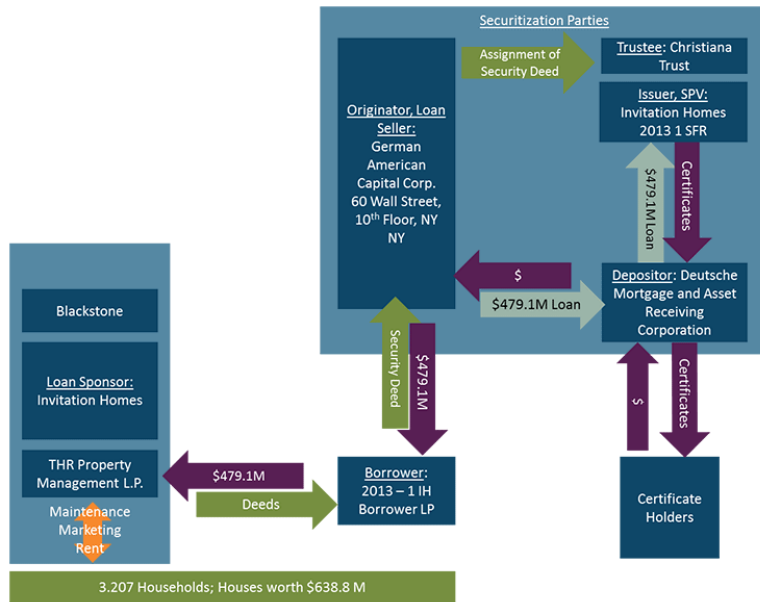 Securitization Parties
Assignment of
Security Deed
Trustee: Christiana
Trust
Originator, Loan
Seller:
German
American
Capital Corp.
60 Wall Street,
10th Floor, NY
NY
Issuer, SPV:
Invitation Homes
2013 1 SFR
$479.1M Loan
Certificates
$
$479.1M Loan
Depositor: Deutsche
Mortgage and Asset
Receiving
Corporation
Security Deed
$479.1M
$
Certificates
Blackstone
Loan Sponsor:
Invitation Homes
THR Property
Management L.P.
$479.1M
Deeds
Borrower:
2013 – 1 IH
Borrower LP
Certificate
Holders
Maintenance
Marketing
Rent
3.207 Households; Houses worth $638.8 M